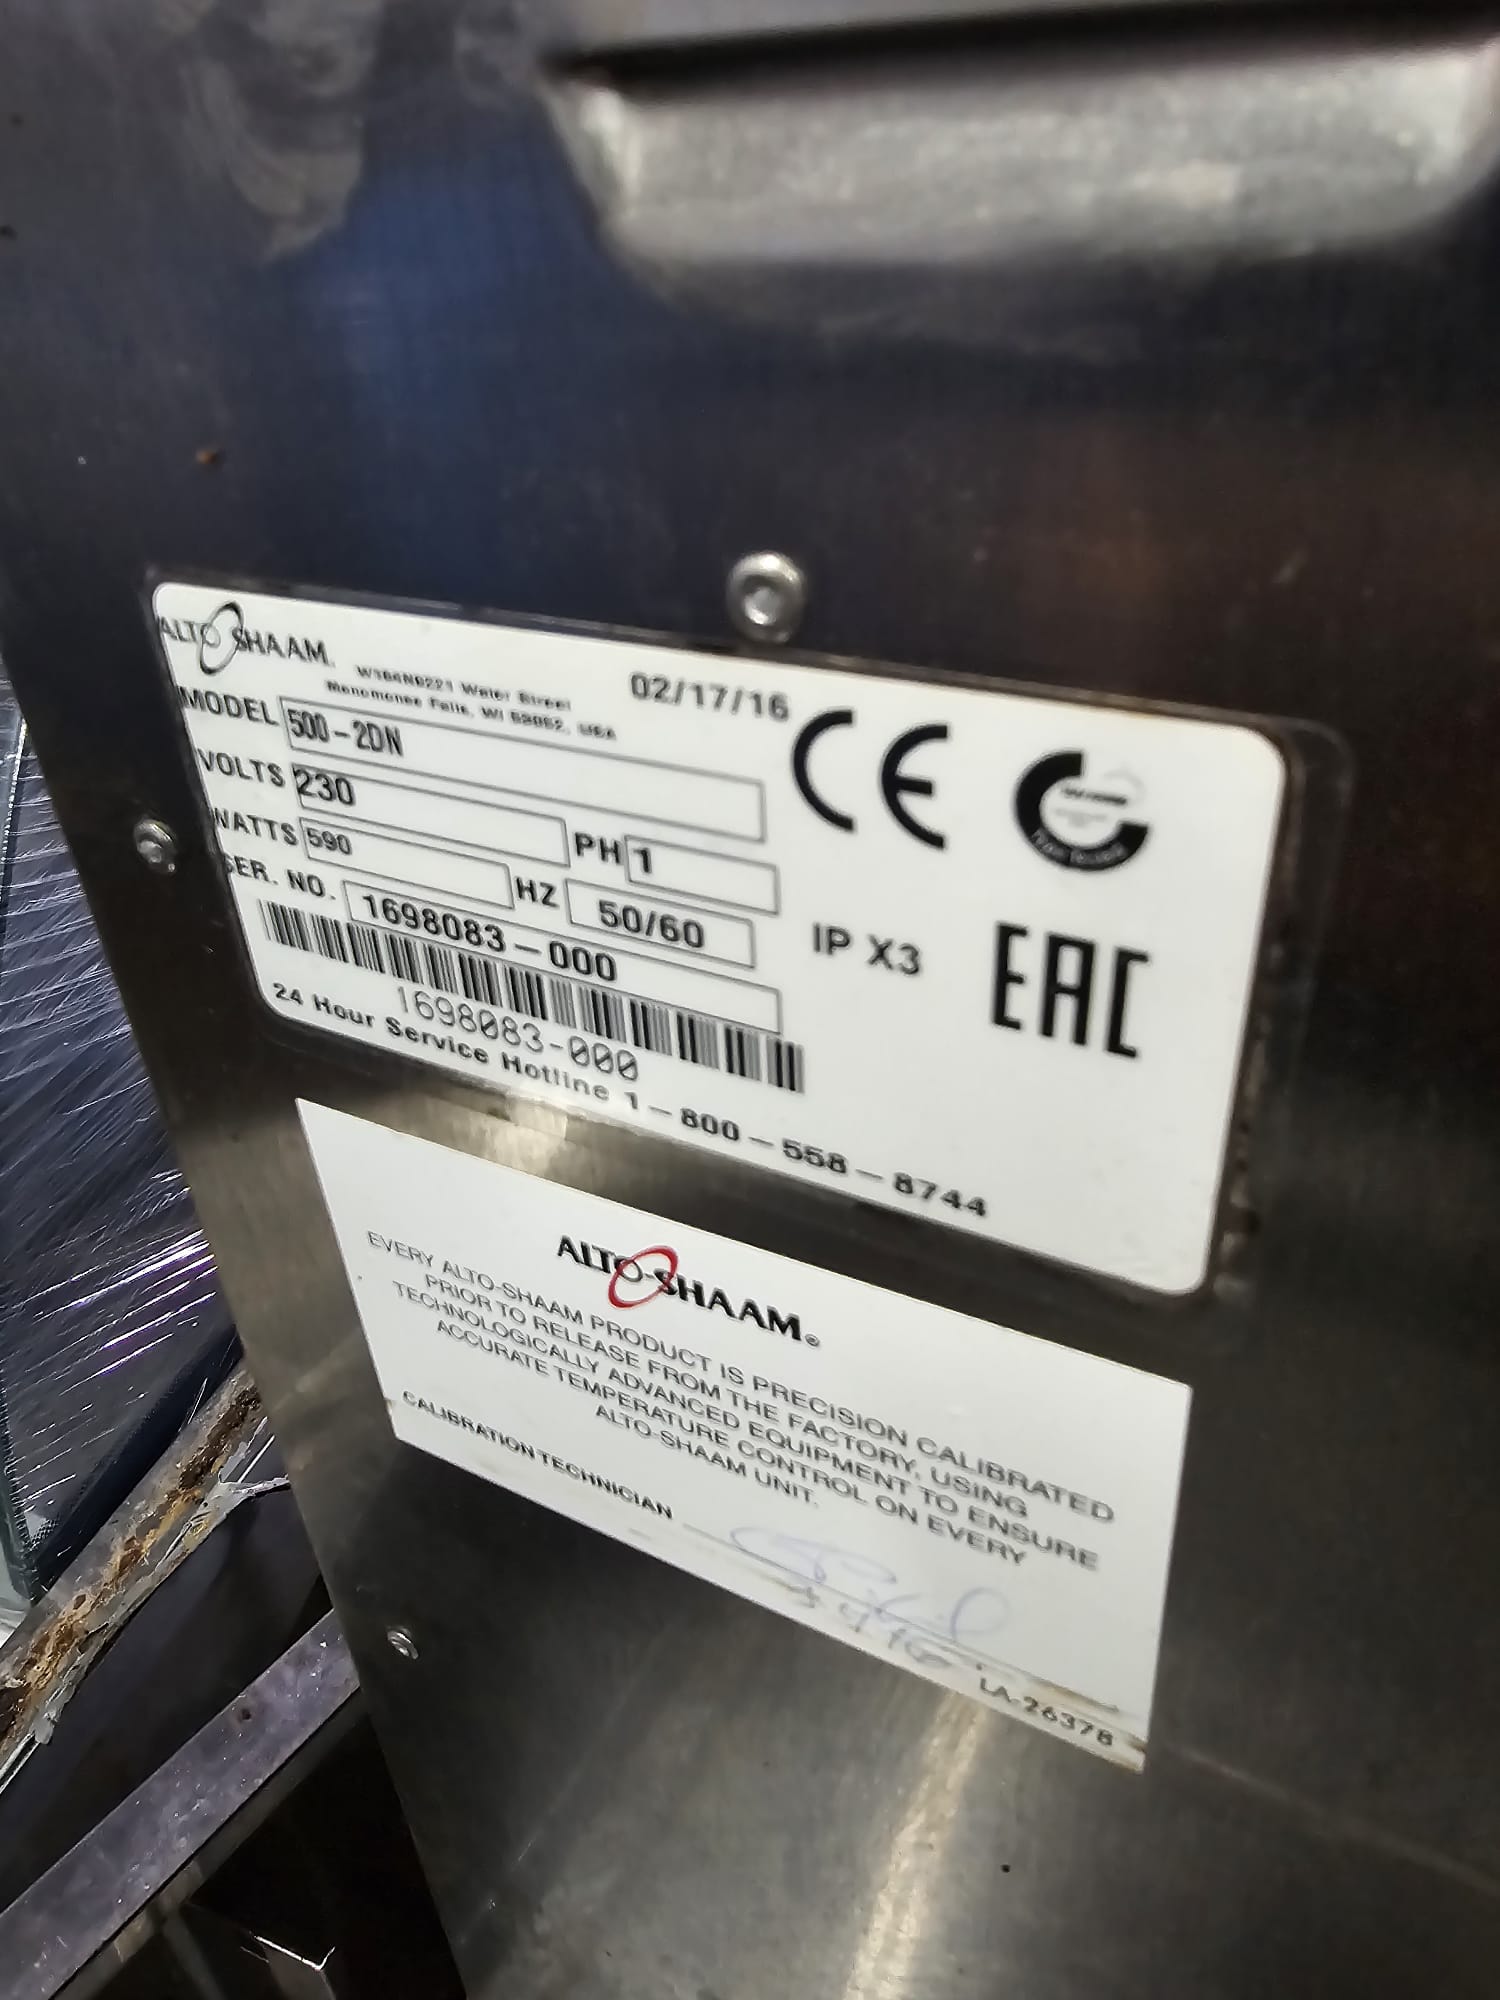 ALTO-SHAAM.
Water Street
Menomonee Falls, WI 53052, USA
02/17/16
MODEL 500-2DN
VOLTS 230
PH 1
WATTS 590
HZ 50/60
SER. NO. 1698083-000
1698083-000
24 Hour Service Hotline 1-800-558-8744
CE
IP X3
EAC
ALTO-SHAAM®
EVERY ALTO-SHAAM PRODUCT IS PRECISION CALIBRATED
PRIOR TO RELEASE FROM THE FACTORY, USING
TECHNOLOGICALLY ADVANCED EQUIPMENT TO ENSURE
ACCURATE TEMPERATURE CONTROL ON EVERY
ALTO-SHAAM UNIT.
CALIBRATION TECHNICIAN
LA-26378